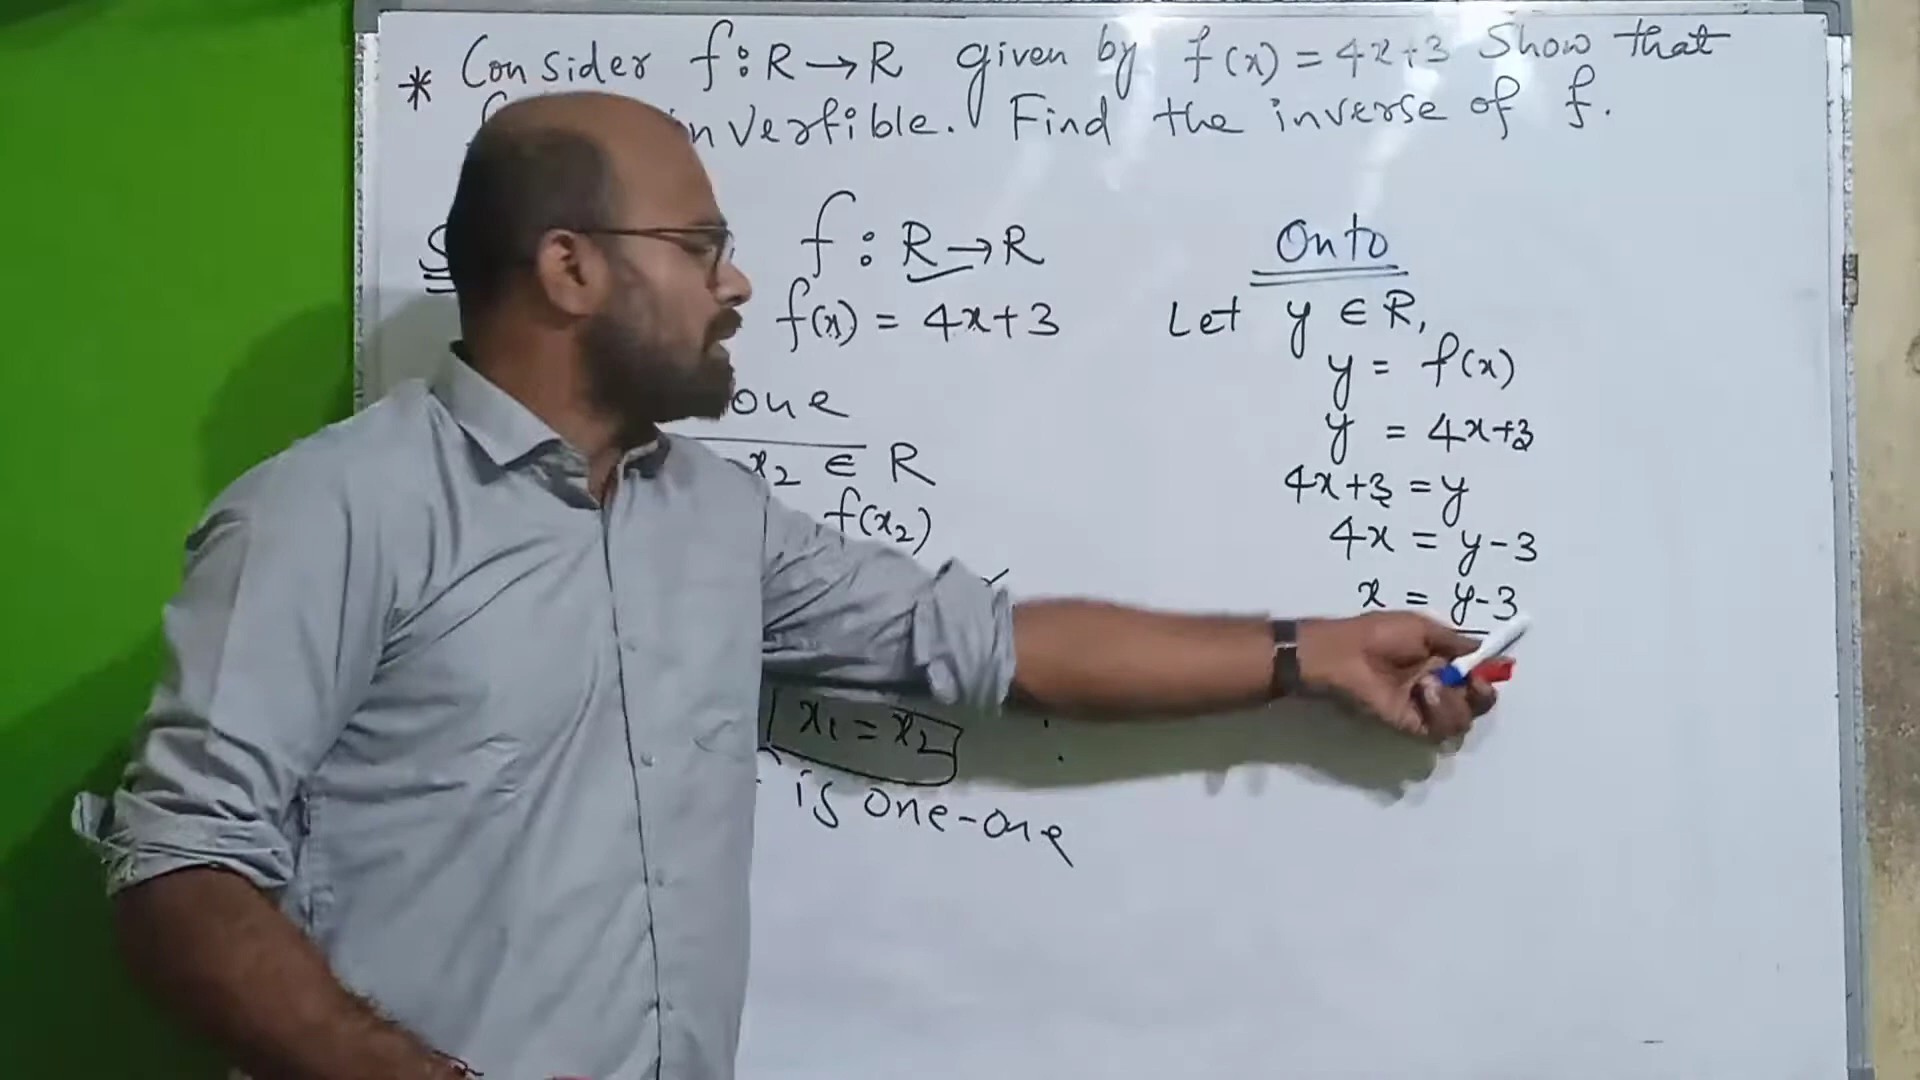 * Consider f:R→R given by f(x) = 4x+3 Show that
invertible. Find the inverse of f.
f : R→R
f(x) = 4x+3
one
x₂ ∈ R
f(x₂)
x₁ = x₂
is one-one
Onto
Let y ∈ R,
y = f(x)
y = 4x+3
4x+3 = y
4x = y-3
x = y-3